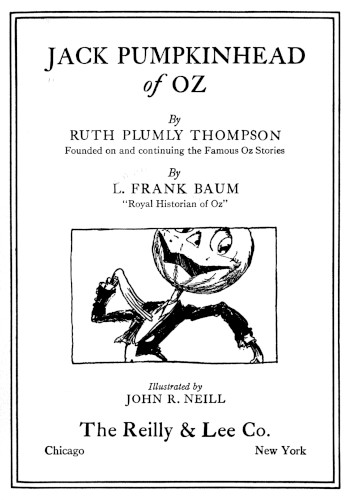 JACK PUMPKINHEAD
of OZ
By
RUTH PLUMLY THOMPSON
Founded on and continuing the Famous Oz Stories
By
L. FRANK BAUM
"Royal Historian of Oz"
Illustrated by
JOHN R. NEILL
The Reilly & Lee Co.
Chicago New York